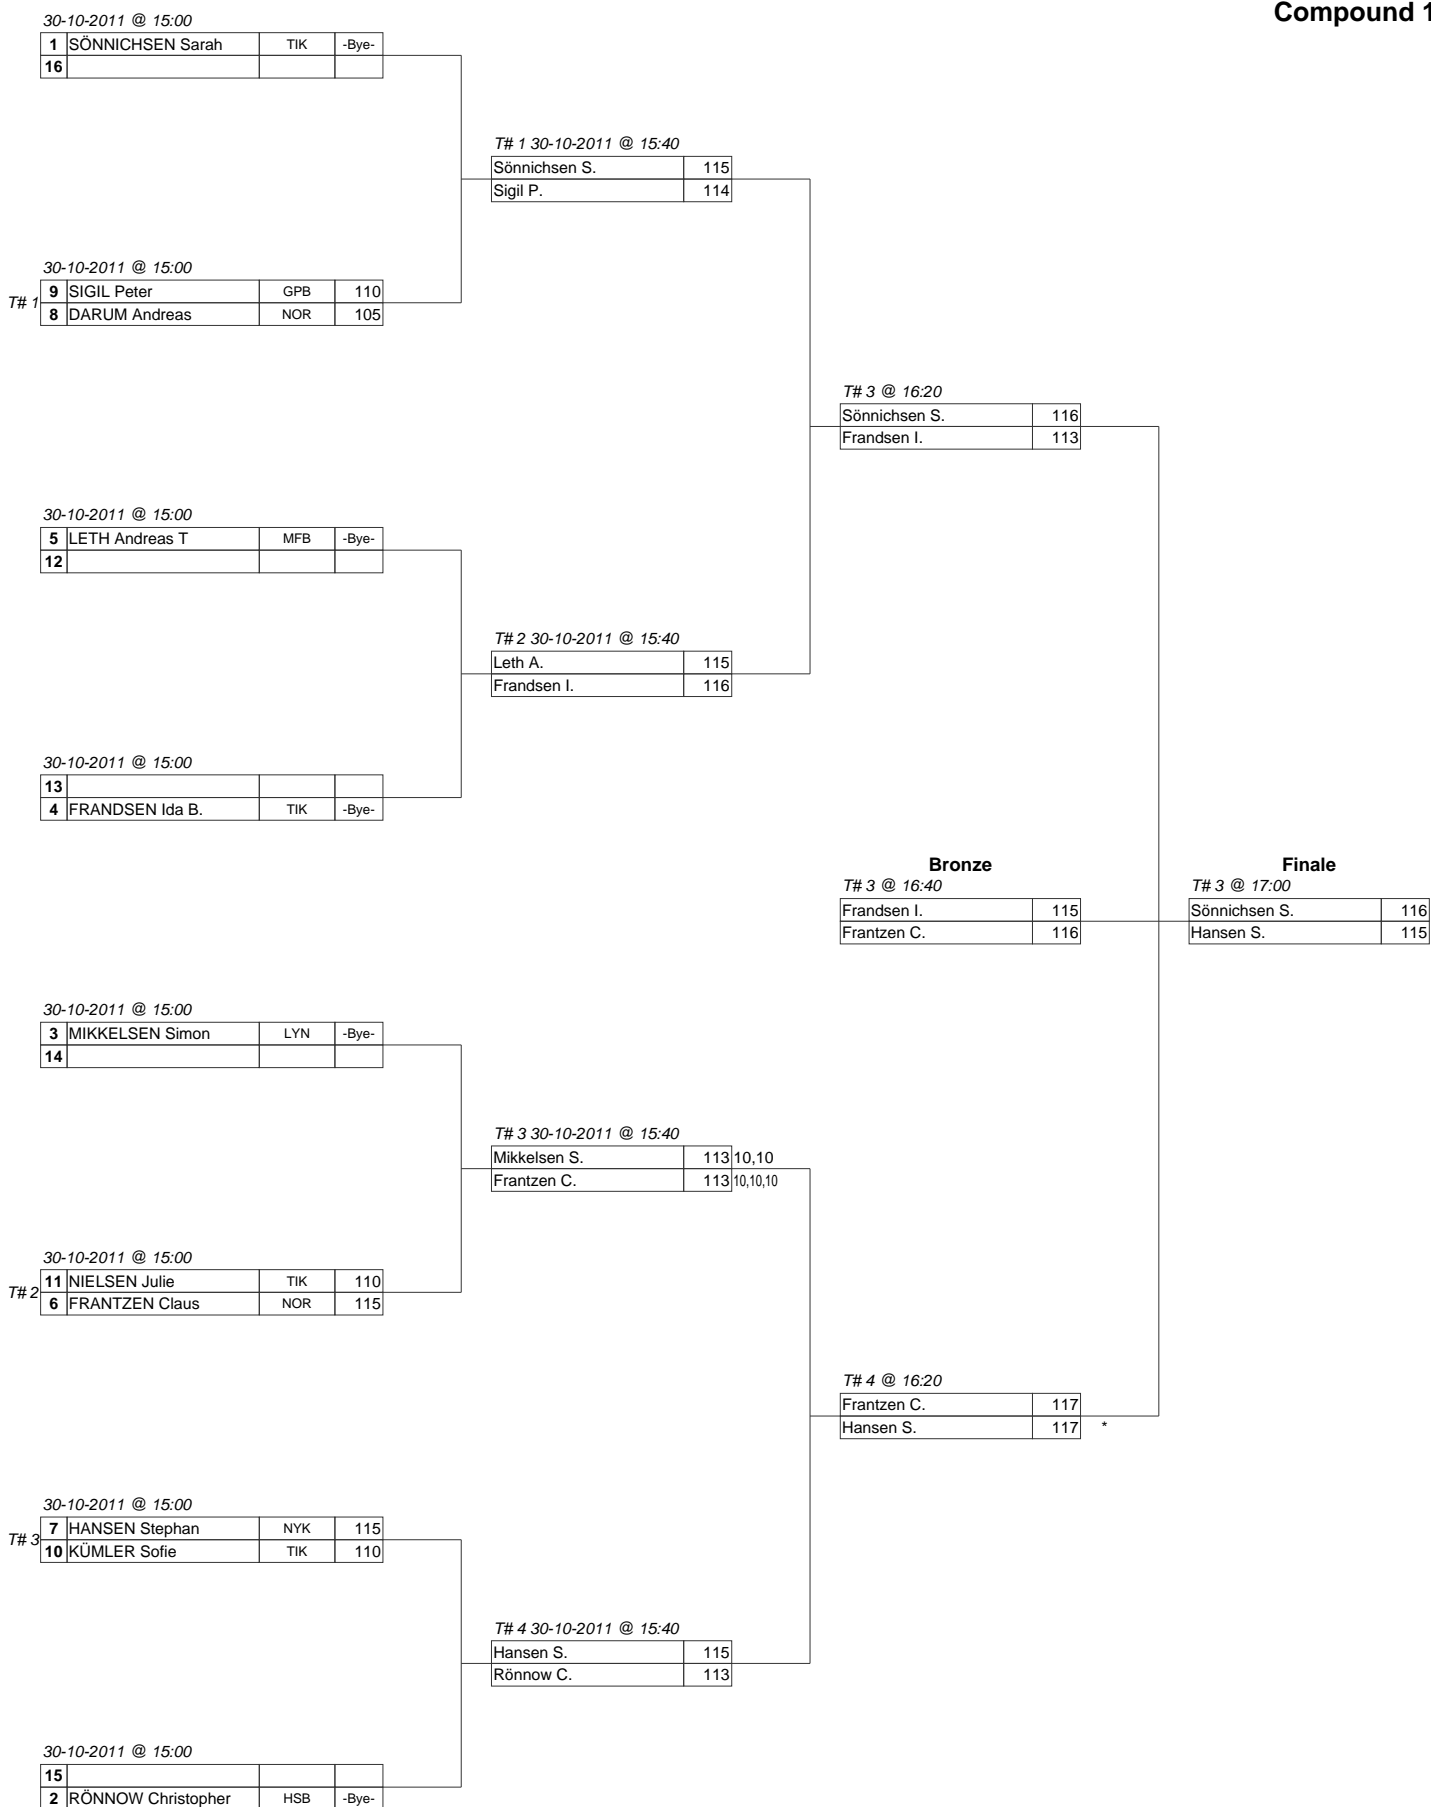 Compound 1
30-10-2011 @ 15:00
1 SÖNNICHSEN Sarah TIK -Bye-
16
T# 1 30-10-2011 @ 15:40
Sönnichsen S. 115
Sigil P. 114
30-10-2011 @ 15:00
T# 1
9 SIGIL Peter GPB 110
8 DARUM Andreas NOR 105
T# 3 @ 16:20
Sönnichsen S. 116
Frandsen I. 113
30-10-2011 @ 15:00
5 LETH Andreas T MFB -Bye-
12
T# 2 30-10-2011 @ 15:40
Leth A. 115
Frandsen I. 116
30-10-2011 @ 15:00
13
4 FRANDSEN Ida B. TIK -Bye-
Bronze
T# 3 @ 16:40
Frandsen I. 115
Frantzen C. 116
Finale
T# 3 @ 17:00
Sönnichsen S. 116
Hansen S. 115
30-10-2011 @ 15:00
3 MIKKELSEN Simon LYN -Bye-
14
T# 3 30-10-2011 @ 15:40
Mikkelsen S. 113 10,10
Frantzen C. 113 10,10,10
30-10-2011 @ 15:00
T# 2
11 NIELSEN Julie TIK 110
6 FRANTZEN Claus NOR 115
T# 4 @ 16:20
Frantzen C. 117
Hansen S. 117 *
30-10-2011 @ 15:00
T# 3
7 HANSEN Stephan NYK 115
10 KÜMLER Sofie TIK 110
T# 4 30-10-2011 @ 15:40
Hansen S. 115
Rönnow C. 113
30-10-2011 @ 15:00
15
2 RÖNNOW Christopher HSB -Bye-